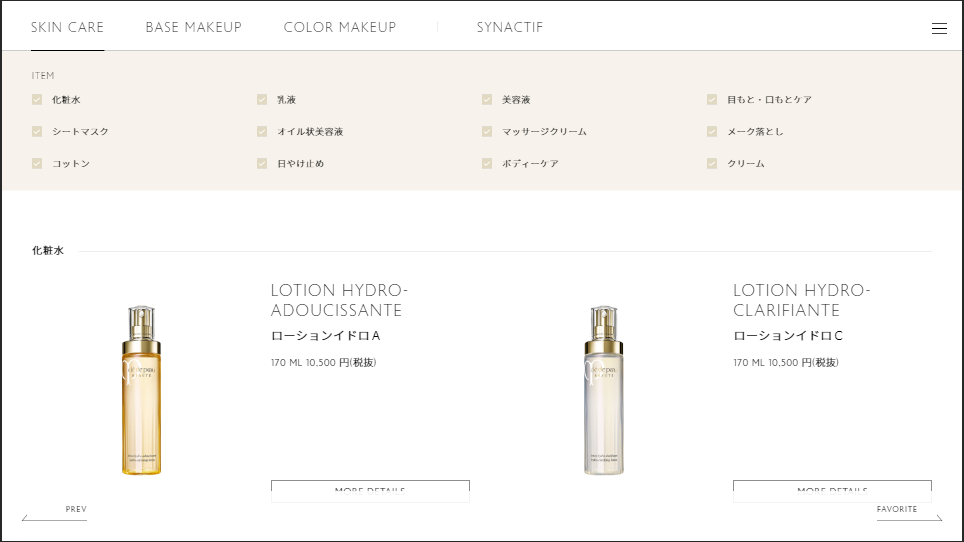 SKIN CARE BASE MAKEUP COLOR MAKEUP SYNACTIF
ITEM
化粧水 乳液 美容液 目もと・口もとケア
シートマスク オイル状美容液 マッサージクリーム メーク落とし
コットン 日やけ止め ボディーケア クリーム
化粧水
LOTION HYDRO-
ADOUCISSANTE
ローションイドロA
170 ML 10,500 円(税抜)
MORE DETAILS
LOTION HYDRO-
CLARIFIANTE
ローションイドロC
170 ML 10,500 円(税抜)
MORE DETAILS
PREV
FAVORITE